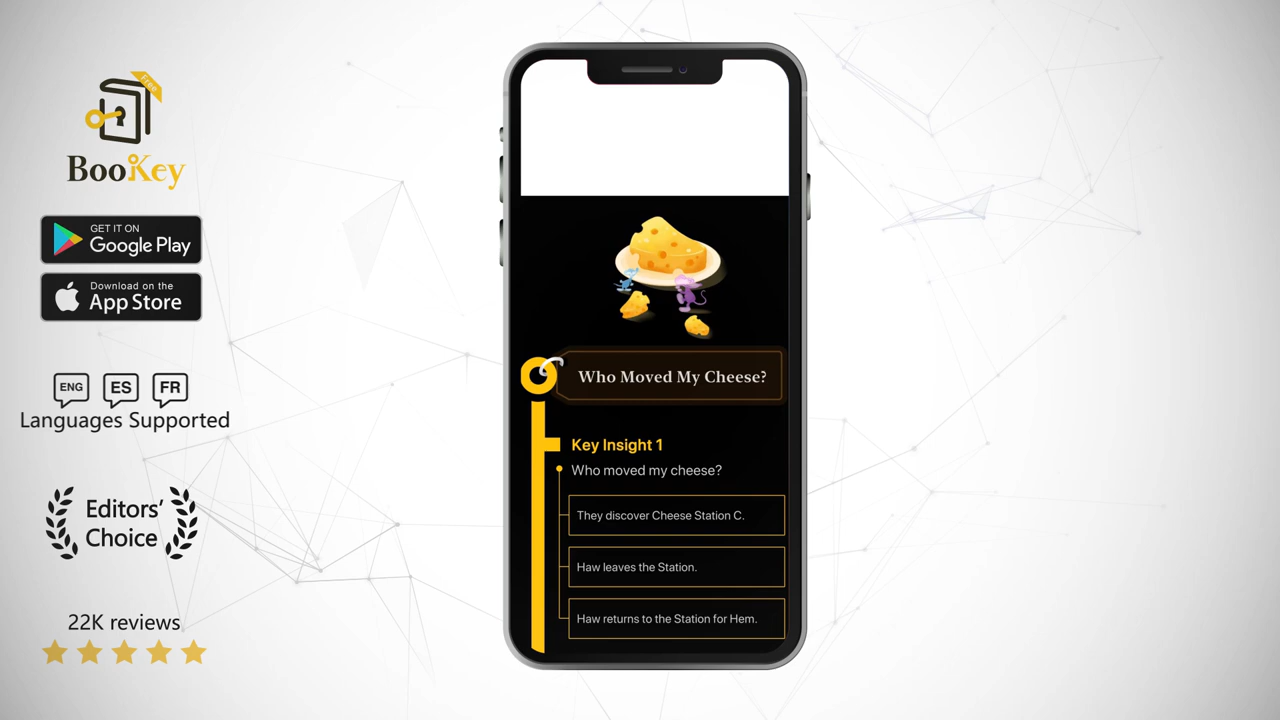 Free
BooKey
GET IT ON
Google Play
Download on the
App Store
ENG
ES
FR
Languages Supported
Editors’
Choice
22K reviews
Who Moved My Cheese?
Key Insight 1
Who moved my cheese?
They discover Cheese Station C.
Haw leaves the Station.
Haw returns to the Station for Hem.